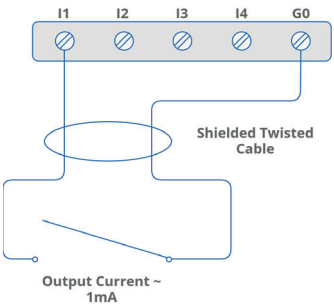 I1 I2 I3 I4 G0
Shielded Twisted
Cable
Output Current ~
1mA